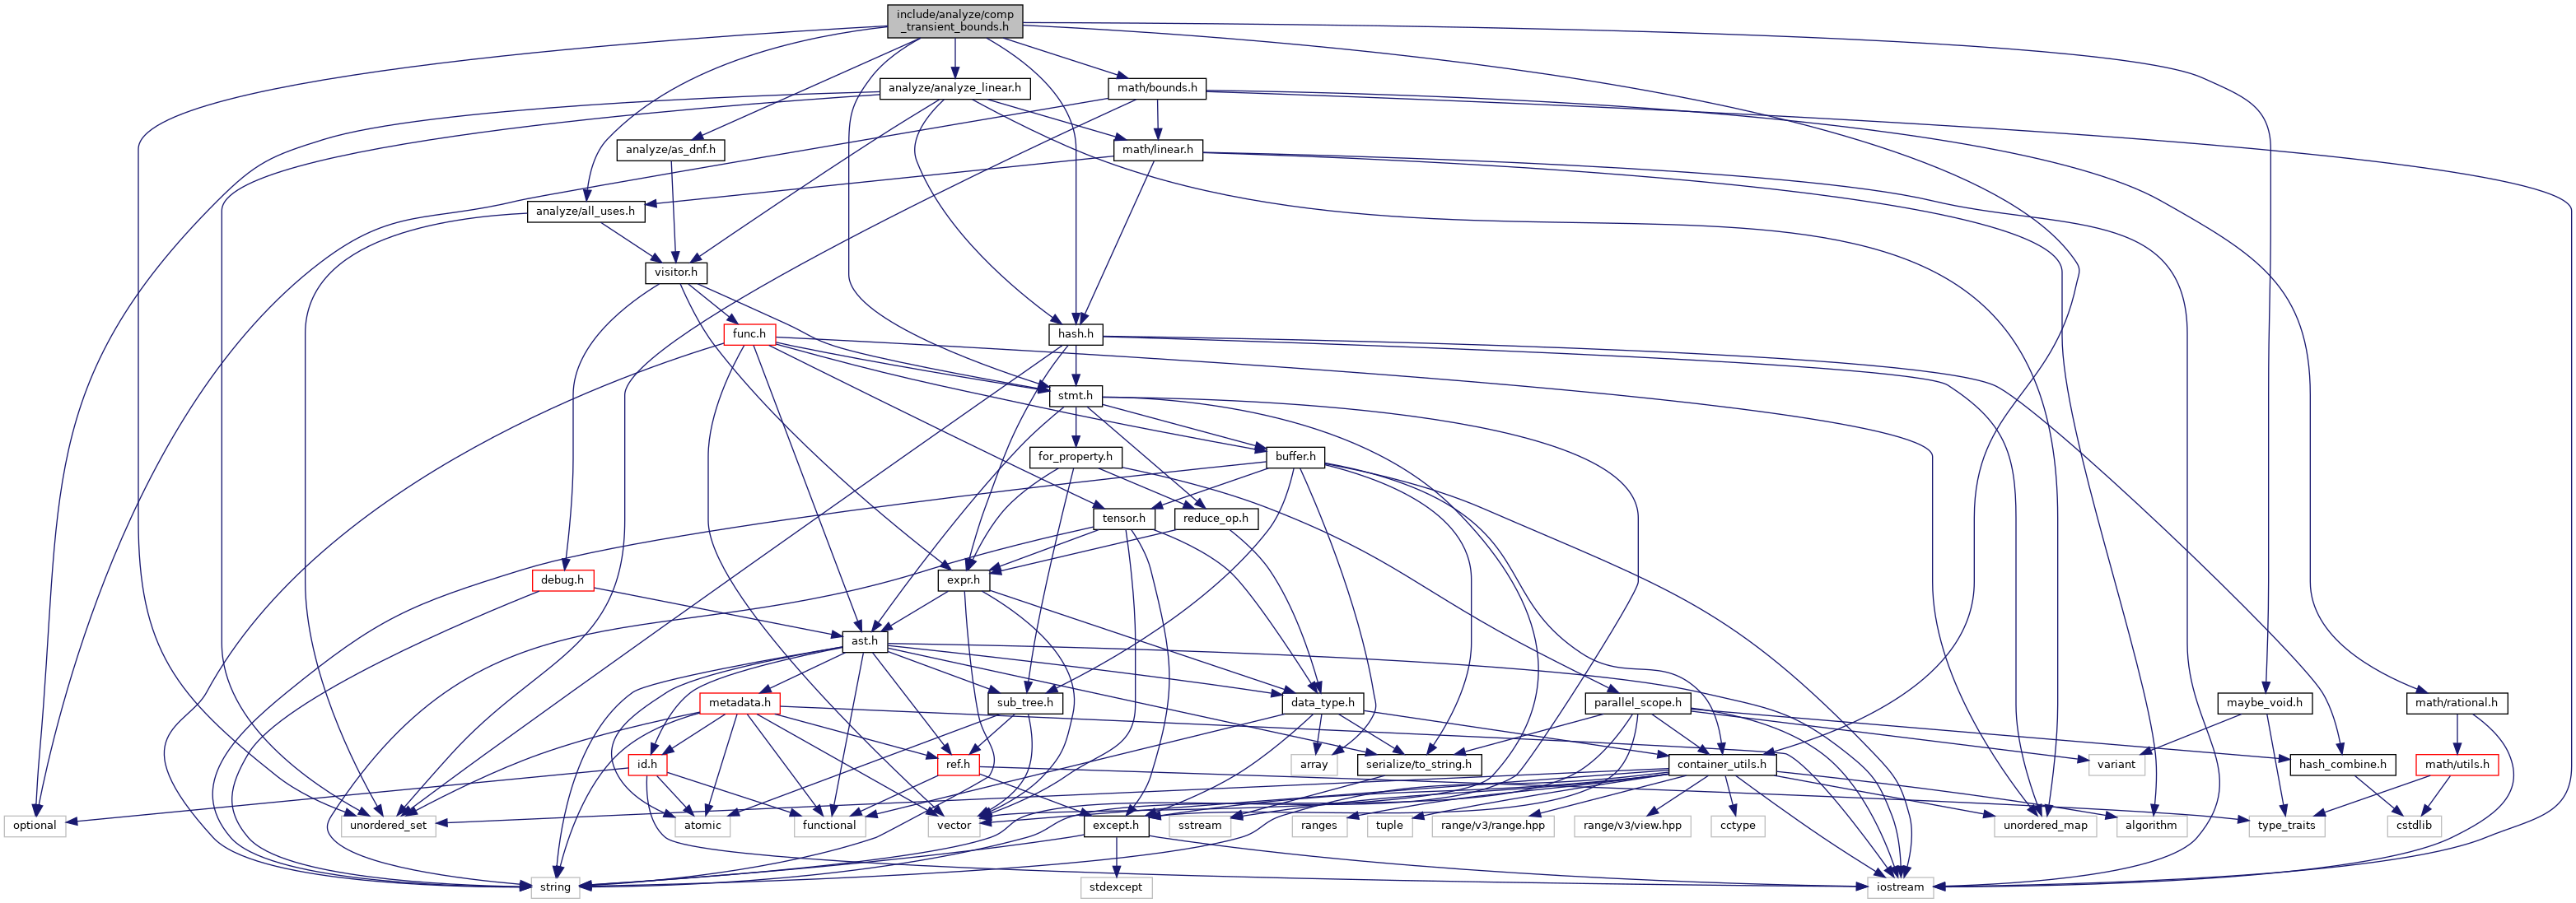 include/analyze/comp
_transient_bounds.h
analyze/analyze_linear.h
math/bounds.h
analyze/as_dnf.h
math/linear.h
analyze/all_uses.h
visitor.h
func.h
hash.h
stmt.h
for_property.h
buffer.h
tensor.h
reduce_op.h
debug.h
expr.h
ast.h
metadata.h
sub_tree.h
data_type.h
parallel_scope.h
maybe_void.h
math/rational.h
id.h
ref.h
array
serialize/to_string.h
container_utils.h
variant
hash_combine.h
math/utils.h
optional
unordered_set
atomic
functional
vector
except.h
sstream
ranges
tuple
range/v3/range.hpp
range/v3/view.hpp
cctype
unordered_map
algorithm
type_traits
cstdlib
string
stdexcept
iostream